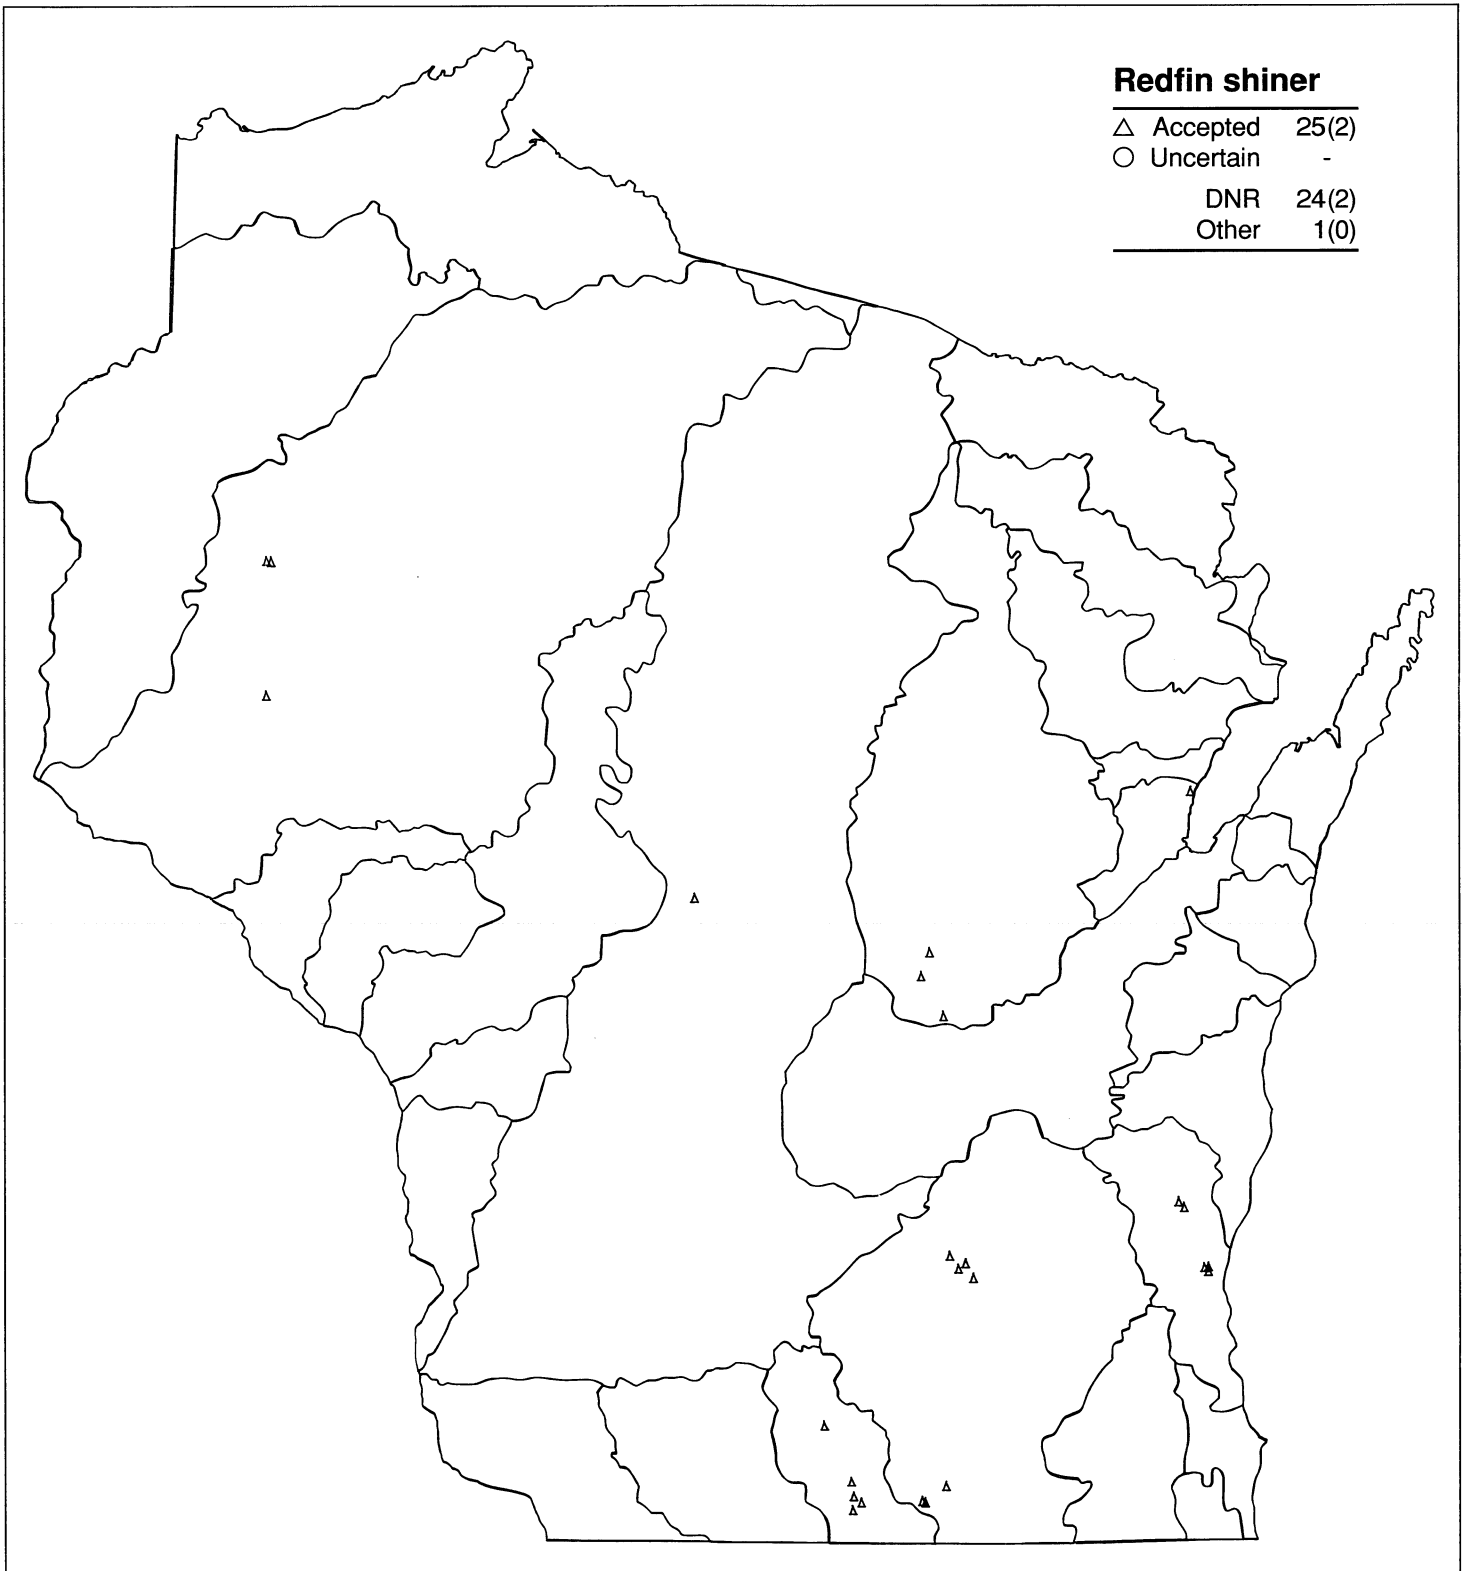 Redfin shiner
△ Accepted 25(2)
○ Uncertain -
DNR 24(2)
Other 1(0)